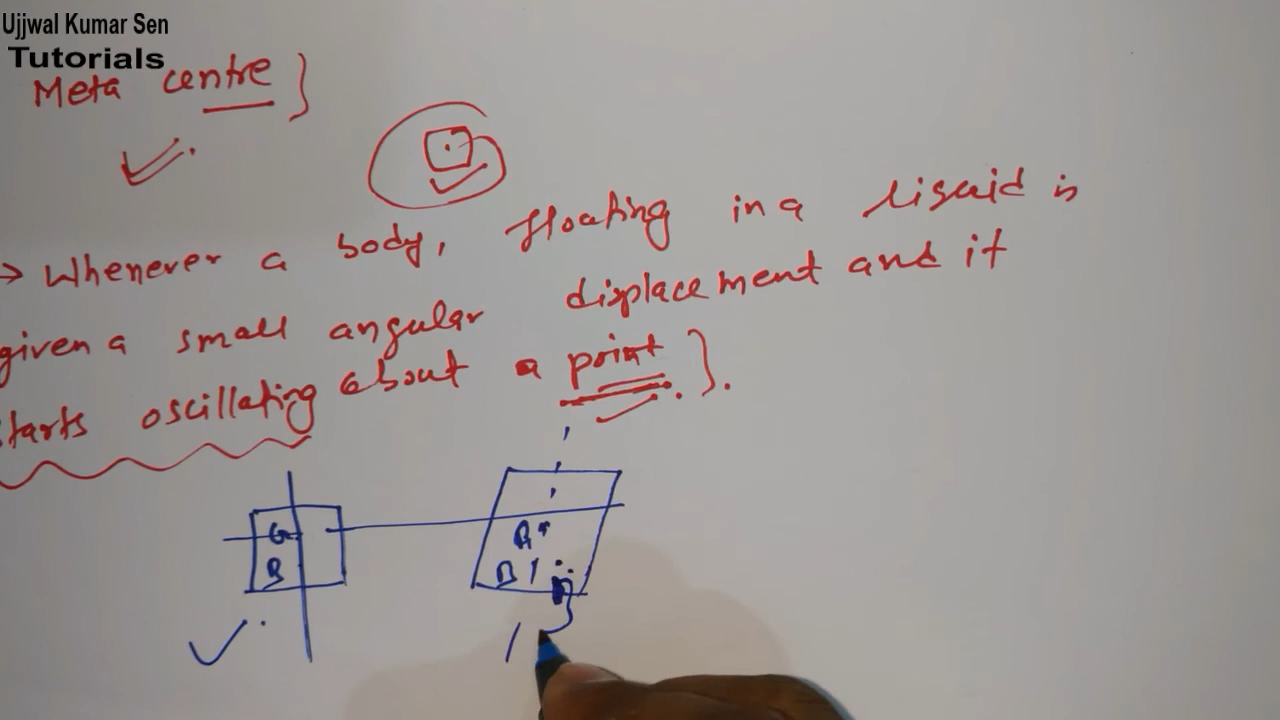 Ujjwal Kumar Sen
Tutorials
Meta centre }
→ Whenever a body, floating in a liquid is
given a small angular displacement and it
starts oscillating about a point }.
G
B
G
B